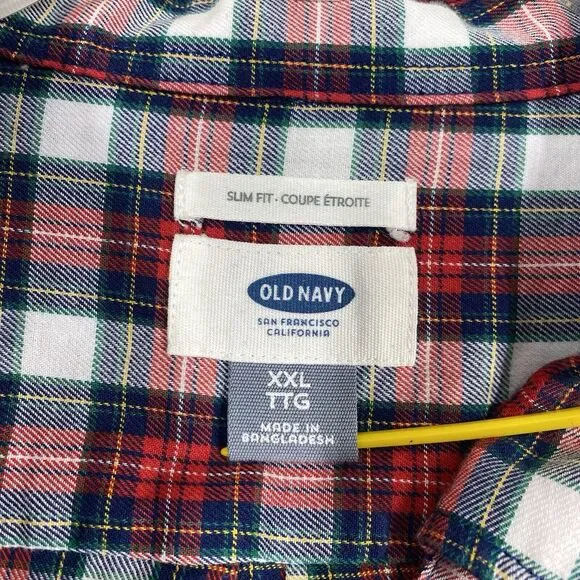 SLIM FIT · COUPE ÉTROITE
OLD NAVY
SAN FRANCISCO
CALIFORNIA
XXL
TTG
MADE IN
BANGLADESH